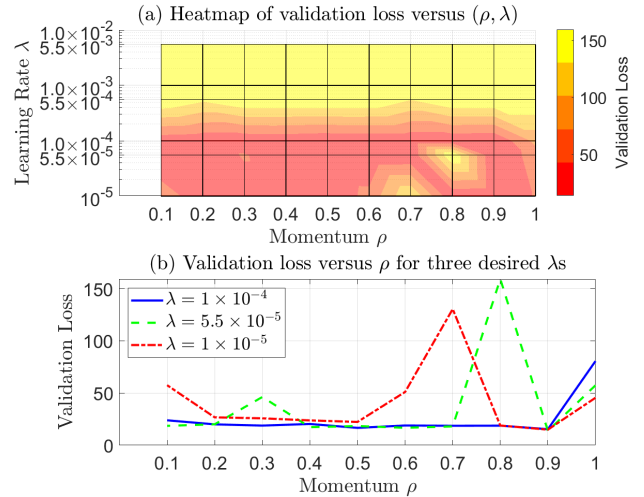 (a) Heatmap of validation loss versus (ρ, λ)
Learning Rate λ
1.0×10⁻²
5.5×10⁻³
1.0×10⁻³
5.5×10⁻⁴
1.0×10⁻⁴
5.5×10⁻⁵
10⁻⁵
0.1 0.2 0.3 0.4 0.5 0.6 0.7 0.8 0.9 1
Momentum ρ
150
100
50
Validation Loss
(b) Validation loss versus ρ for three desired λs
Validation Loss
150
100
50
0
λ = 1 × 10⁻⁴
λ = 5.5 × 10⁻⁵
λ = 1 × 10⁻⁵
0.1 0.2 0.3 0.4 0.5 0.6 0.7 0.8 0.9 1
Momentum ρ